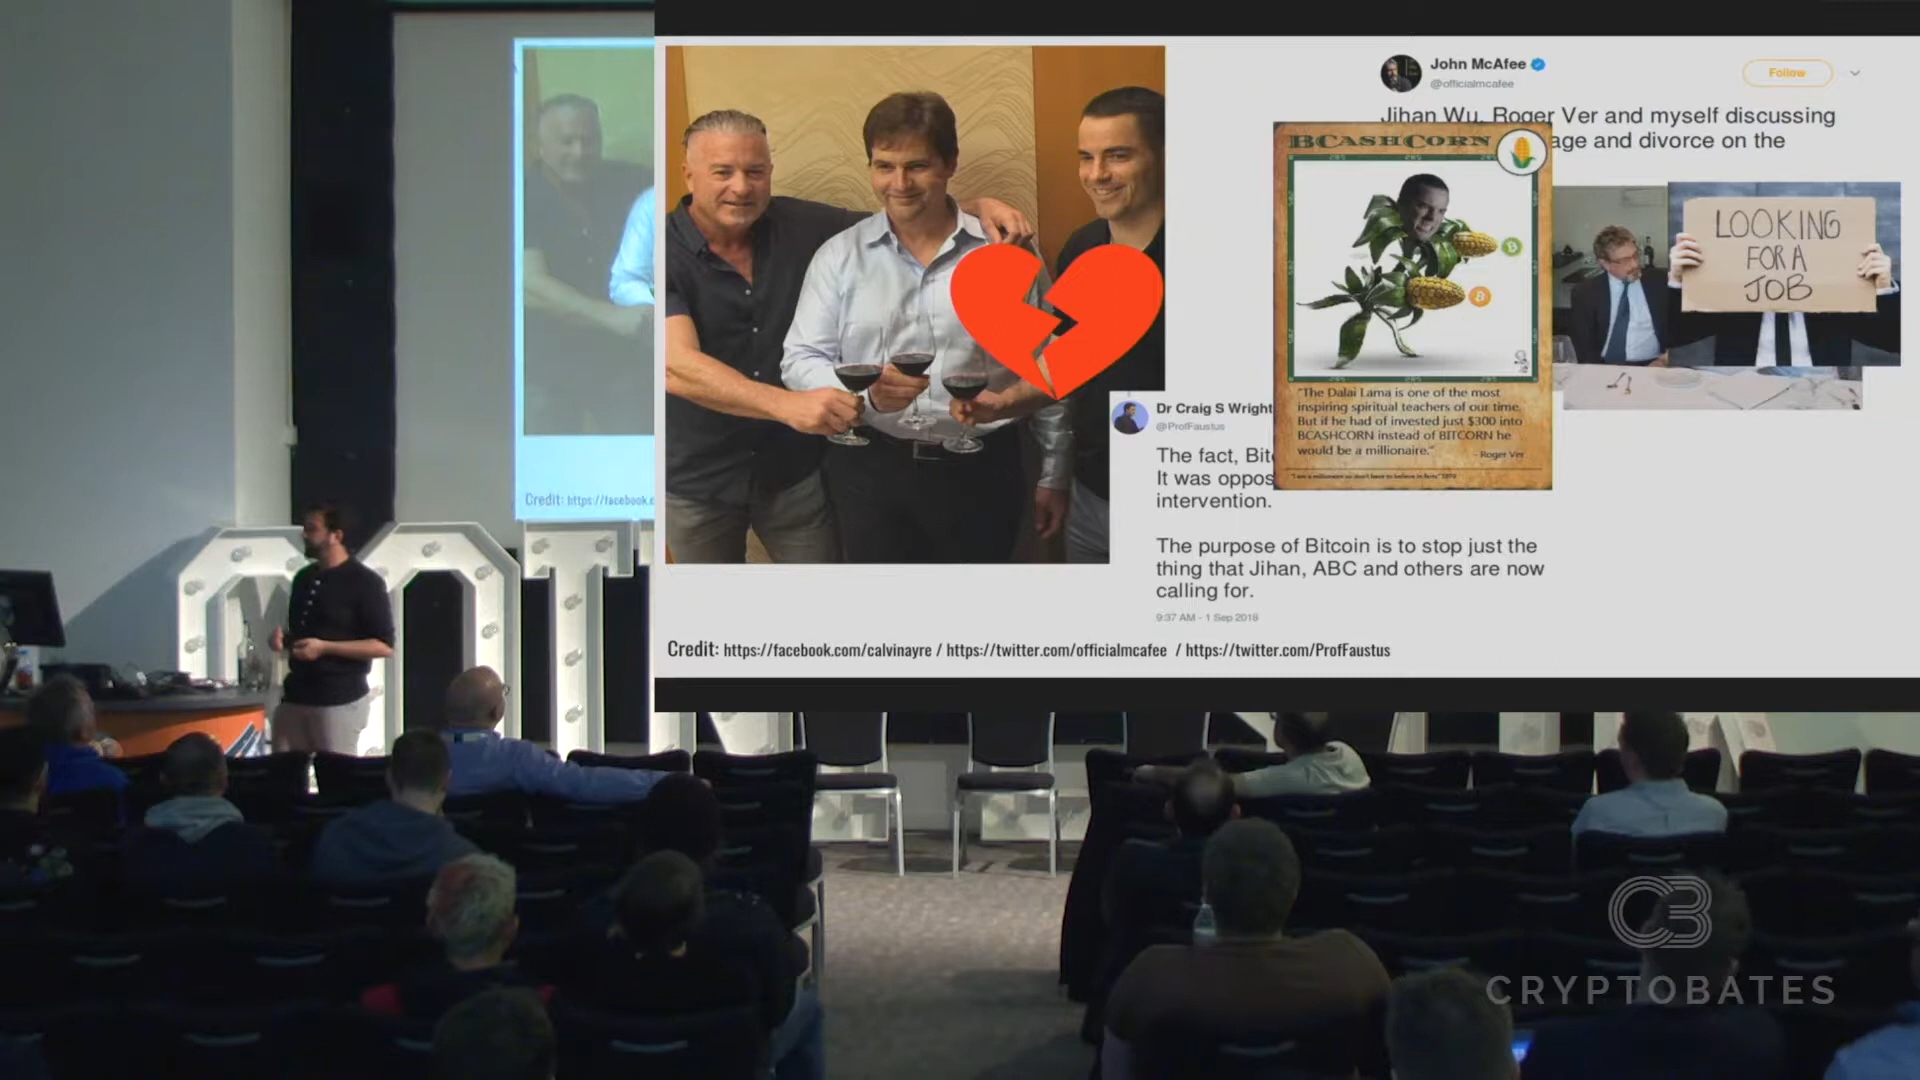 John McAfee
@officialmcafee
Follow
Jihan Wu, Roger Ver and myself discussing
age and divorce on the
BCASHCORN
LOOKING
FOR A
JOB
"The Dalai Lama is one of the most
inspiring spiritual teachers of our time.
But if he had of invested just $300 into
BCASHCORN instead of BITCORN he
would be a millionaire."
- Roger Ver
Dr Craig S Wright
@ProfFaustus
The fact, Bit
It was oppos
intervention.
The purpose of Bitcoin is to stop just the
thing that Jihan, ABC and others are now
calling for.
9:37 AM - 1 Sep 2018
Credit: https://facebook.com/calvinayre / https://twitter.com/officialmcafee / https://twitter.com/ProfFaustus
Credit: https://facebook.c
C3
CRYPTOBATES